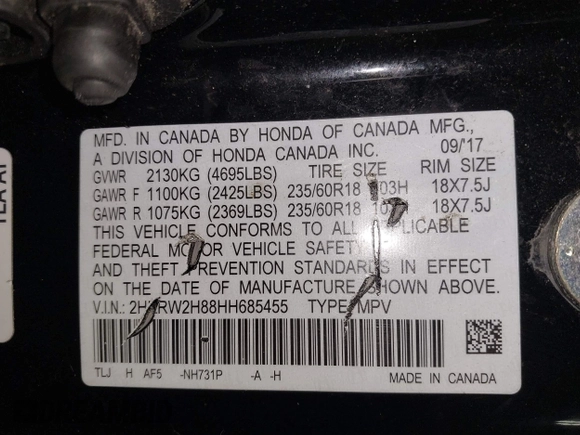 MFD. IN CANADA BY HONDA OF CANADA MFG.,
A DIVISION OF HONDA CANADA INC. 09/'17
GVWR 2130KG (4695LBS) TIRE SIZE RIM SIZE
GAWR F 1100KG (2425LBS) 235/60R18 103H 18X7.5J
GAWR R 1075KG (2369LBS) 235/60R18 18X7.5J
THIS VEHICLE CONFORMS TO ALL APPLICABLE
FEDERAL MOTOR VEHICLE SAFETY
AND THEFT PREVENTION STANDARDS IN EFFECT
ON THE DATE OF MANUFACTURE SHOWN ABOVE.
V.I.N.: TYPE: MPV
TLJ H AF5 -NH731P -A -H MADE IN CANADA